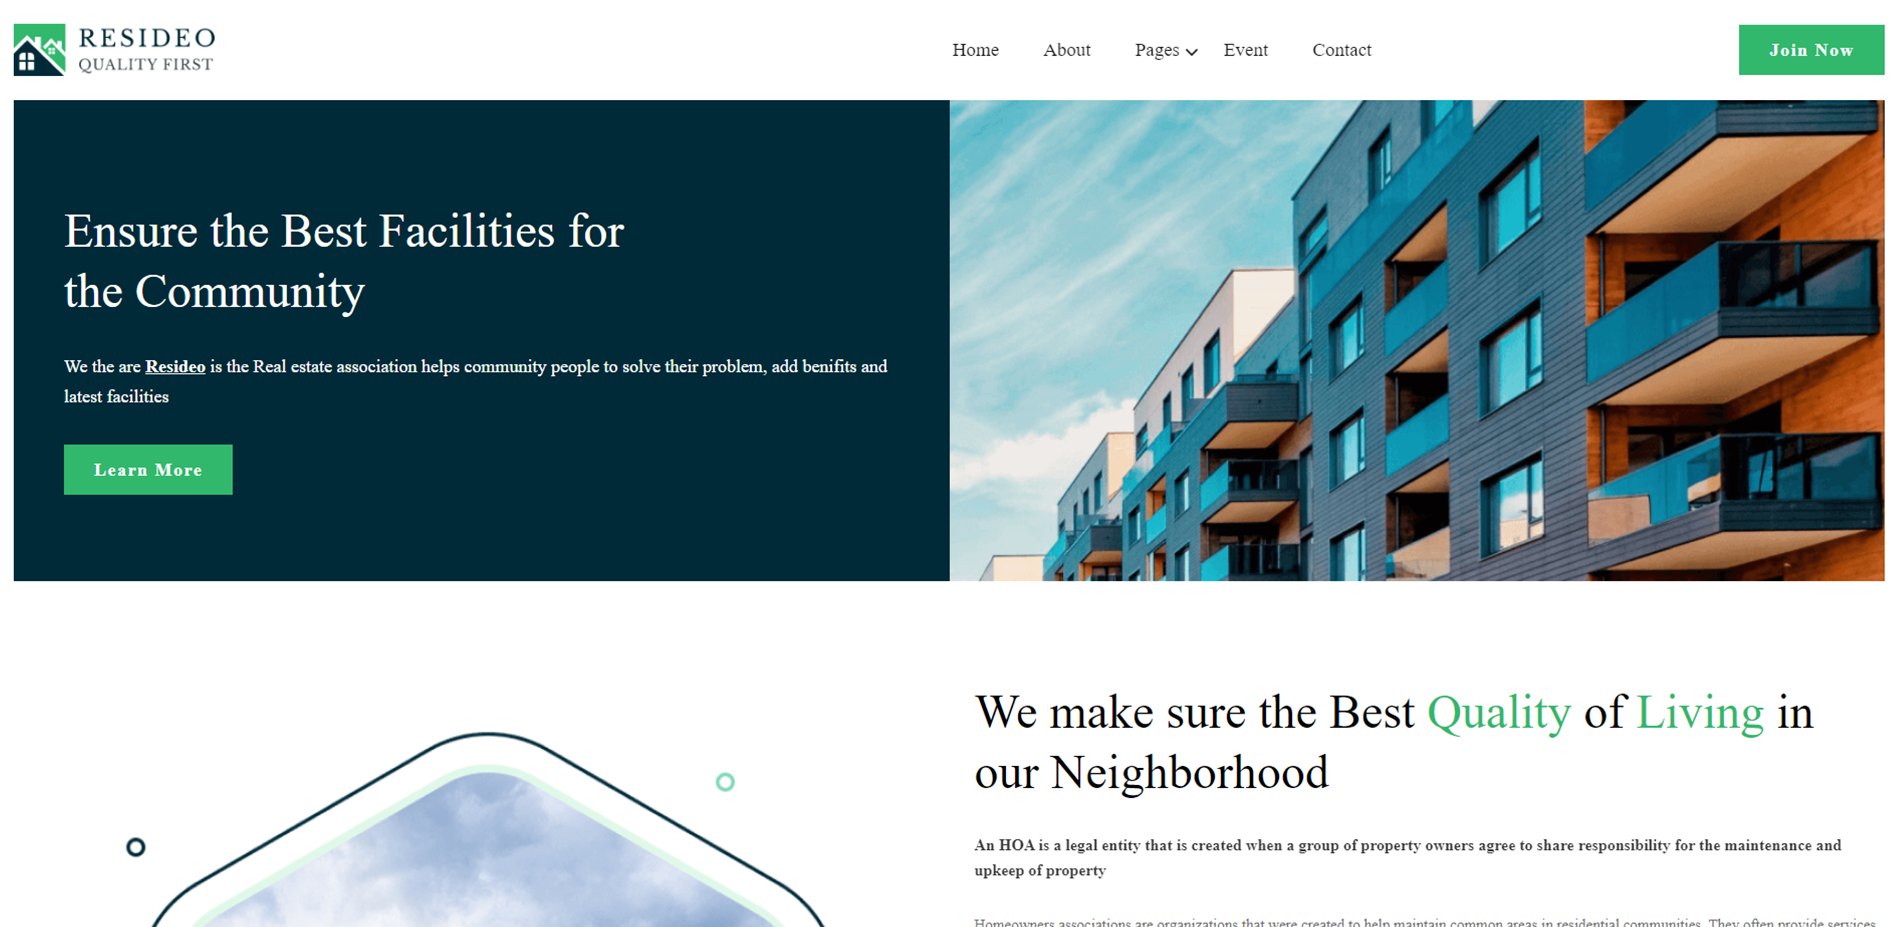 RESIDEO
QUALITY FIRST
Home About Pages Event Contact
Join Now
Ensure the Best Facilities for
the Community
We the are Resideo is the Real estate association helps community people to solve their problem, add benifits and
latest facilities
Learn More
We make sure the Best Quality of Living in
our Neighborhood
An HOA is a legal entity that is created when a group of property owners agree to share responsibility for the maintenance and
upkeep of property
Homeowners associations are organizations that were created to help maintain common areas in residential communities. They often provide services